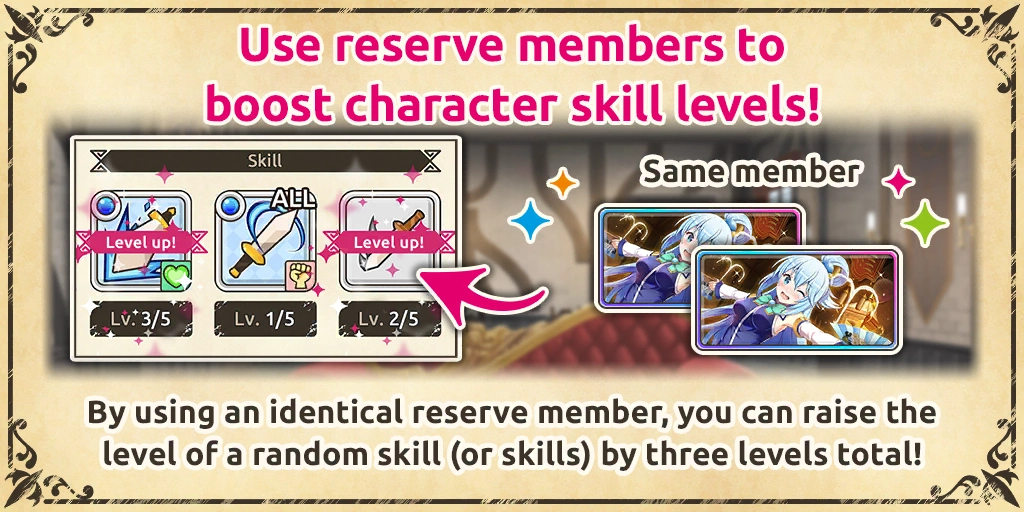 Use reserve members to
boost character skill levels!
Skill
Same member
ALL
Level up!
Level up!
Lv. 3/5
Lv. 1/5
Lv. 2/5
By using an identical reserve member, you can raise the
level of a random skill (or skills) by three levels total!